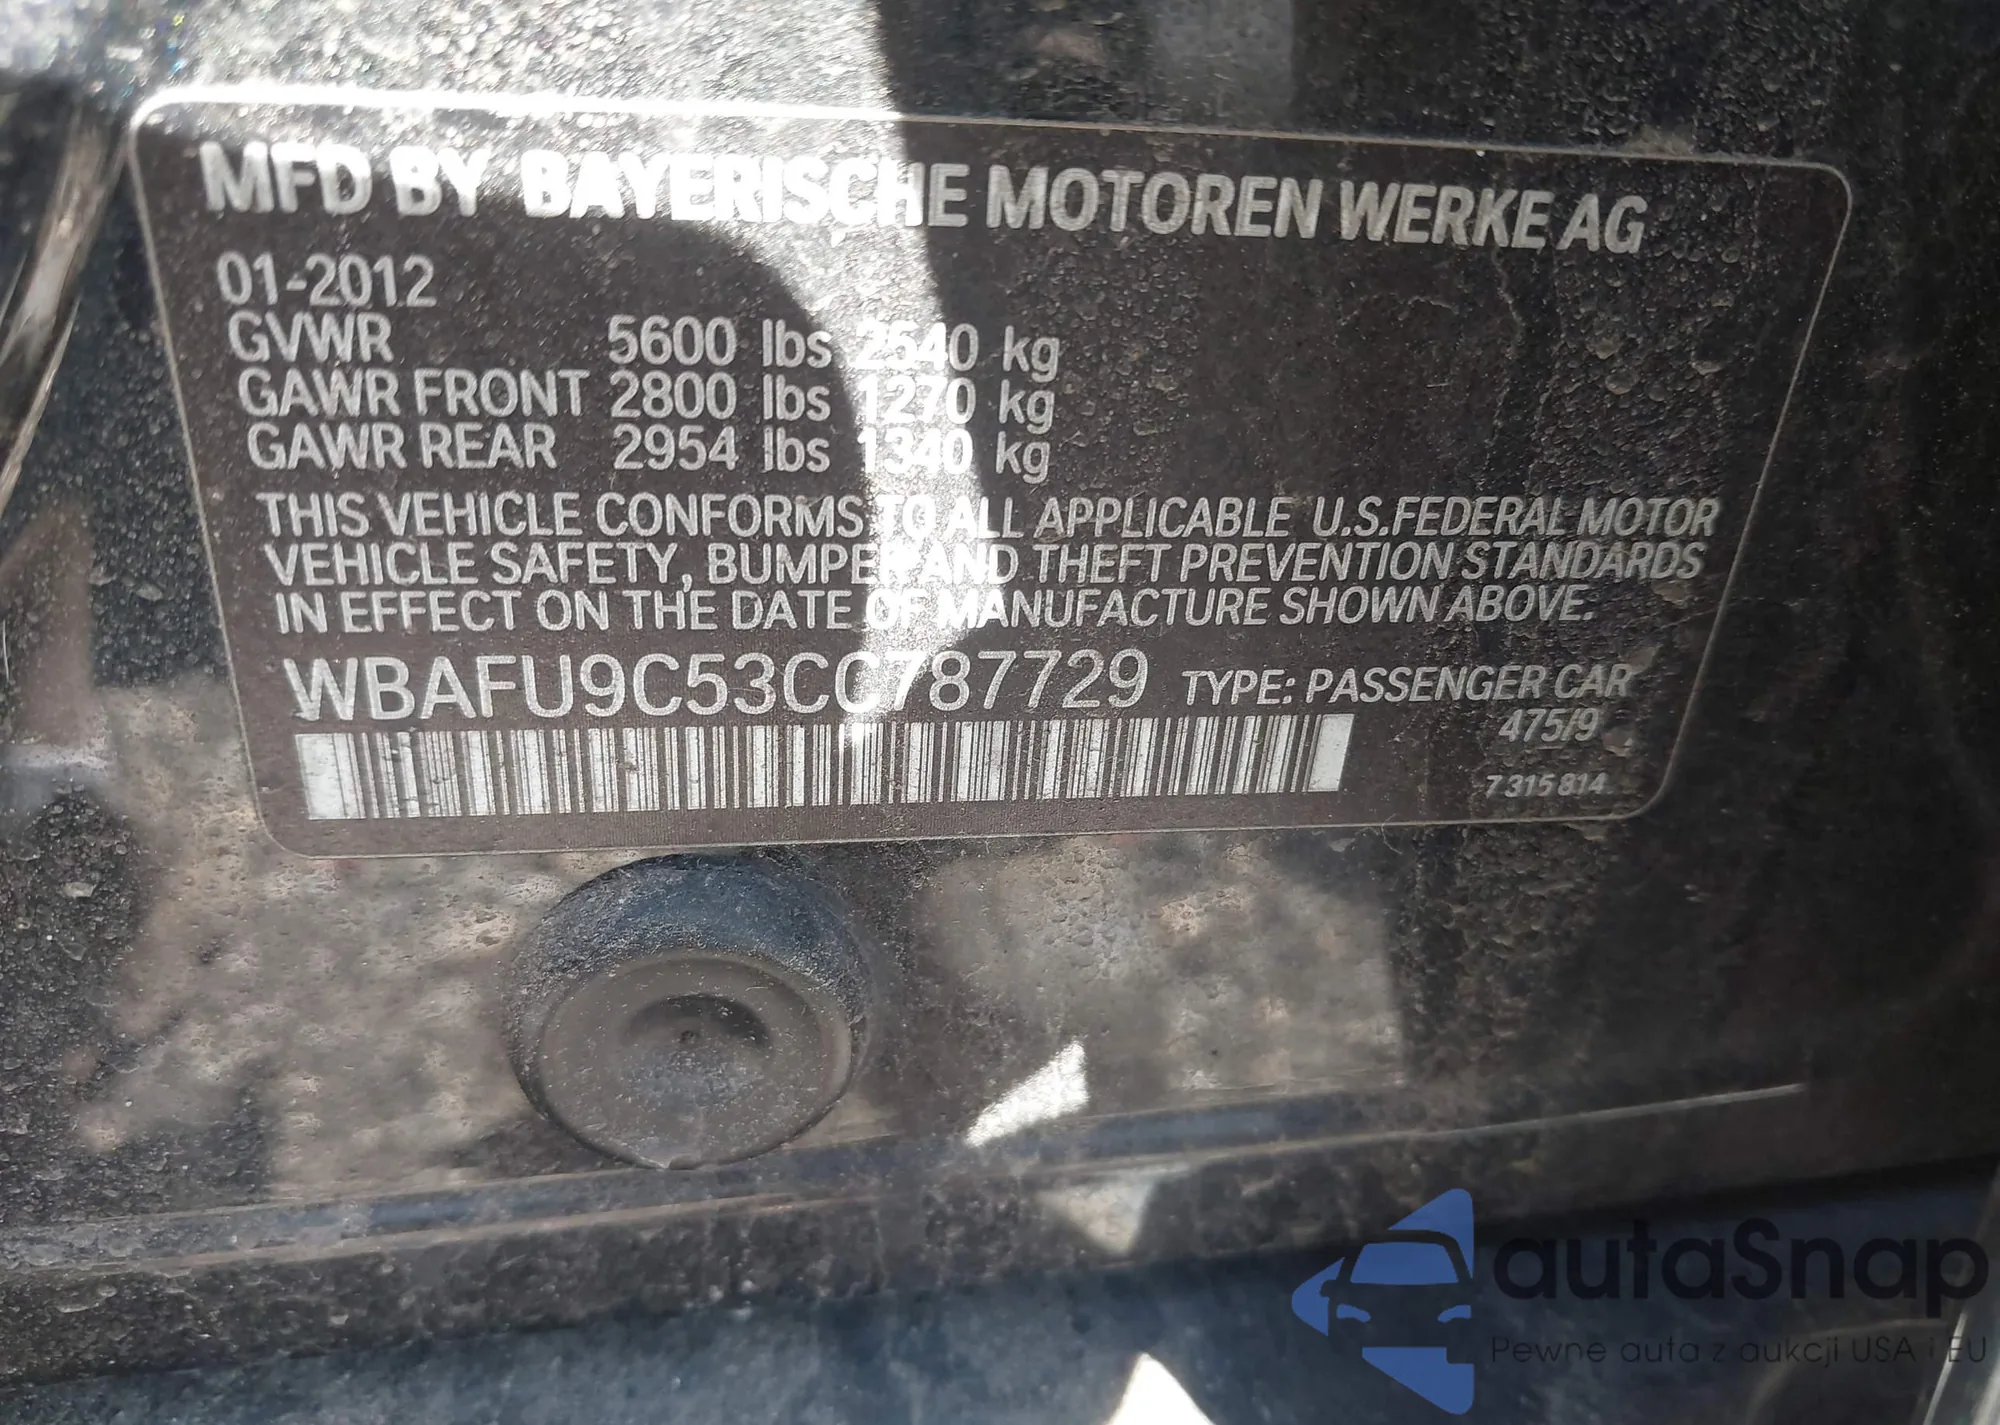 MFD BY BAYERISCHE MOTOREN WERKE AG
01-2012
GVWR 5600 lbs 2540 kg
GAWR FRONT 2800 lbs 1270 kg
GAWR REAR 2954 lbs 1340 kg
THIS VEHICLE CONFORMS TO ALL APPLICABLE U.S.FEDERAL MOTOR
VEHICLE SAFETY, BUMPER AND THEFT PREVENTION STANDARDS
IN EFFECT ON THE DATE OF MANUFACTURE SHOWN ABOVE.
WBAFU9C53CC787729 TYPE: PASSENGER CAR
475/9
7 315 814
autaSnap
Pewne auta z aukcji USA i EU